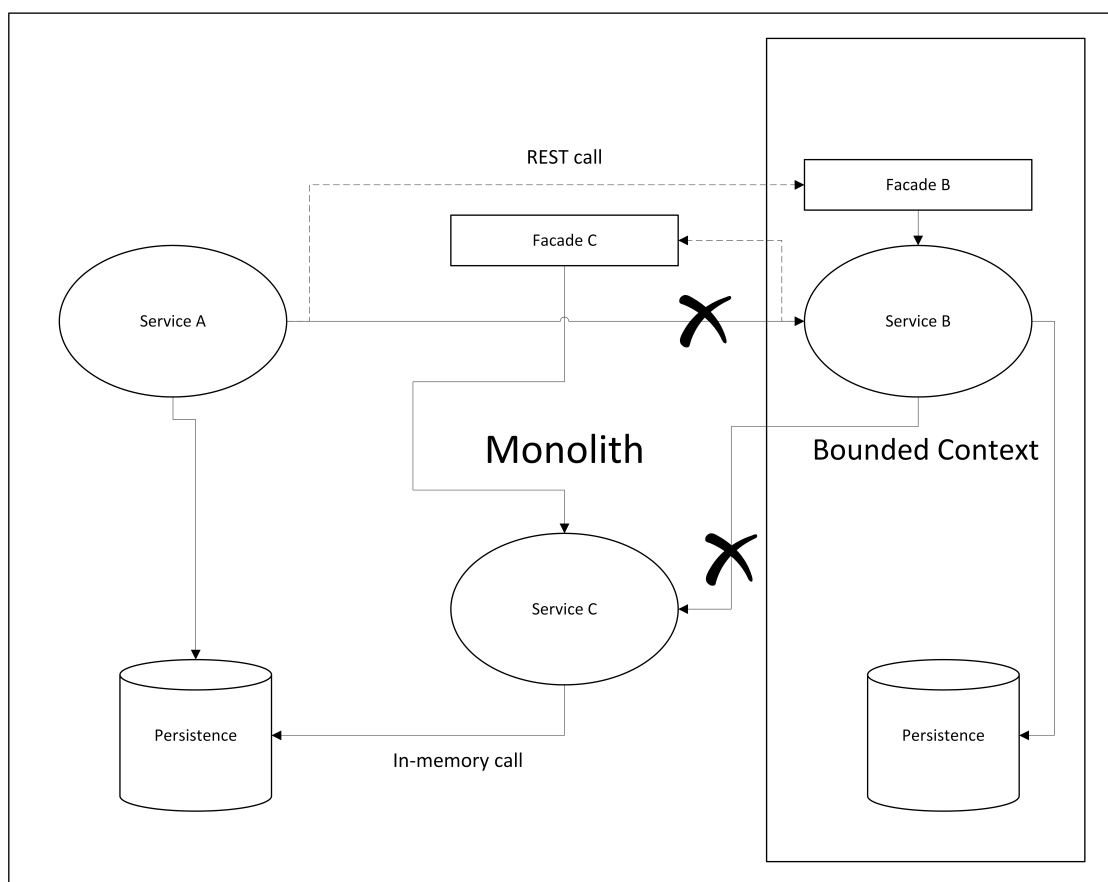 REST call
Facade B
Facade C
Service A
Service B
Monolith
Bounded Context
Service C
Persistence
Persistence
In-memory call